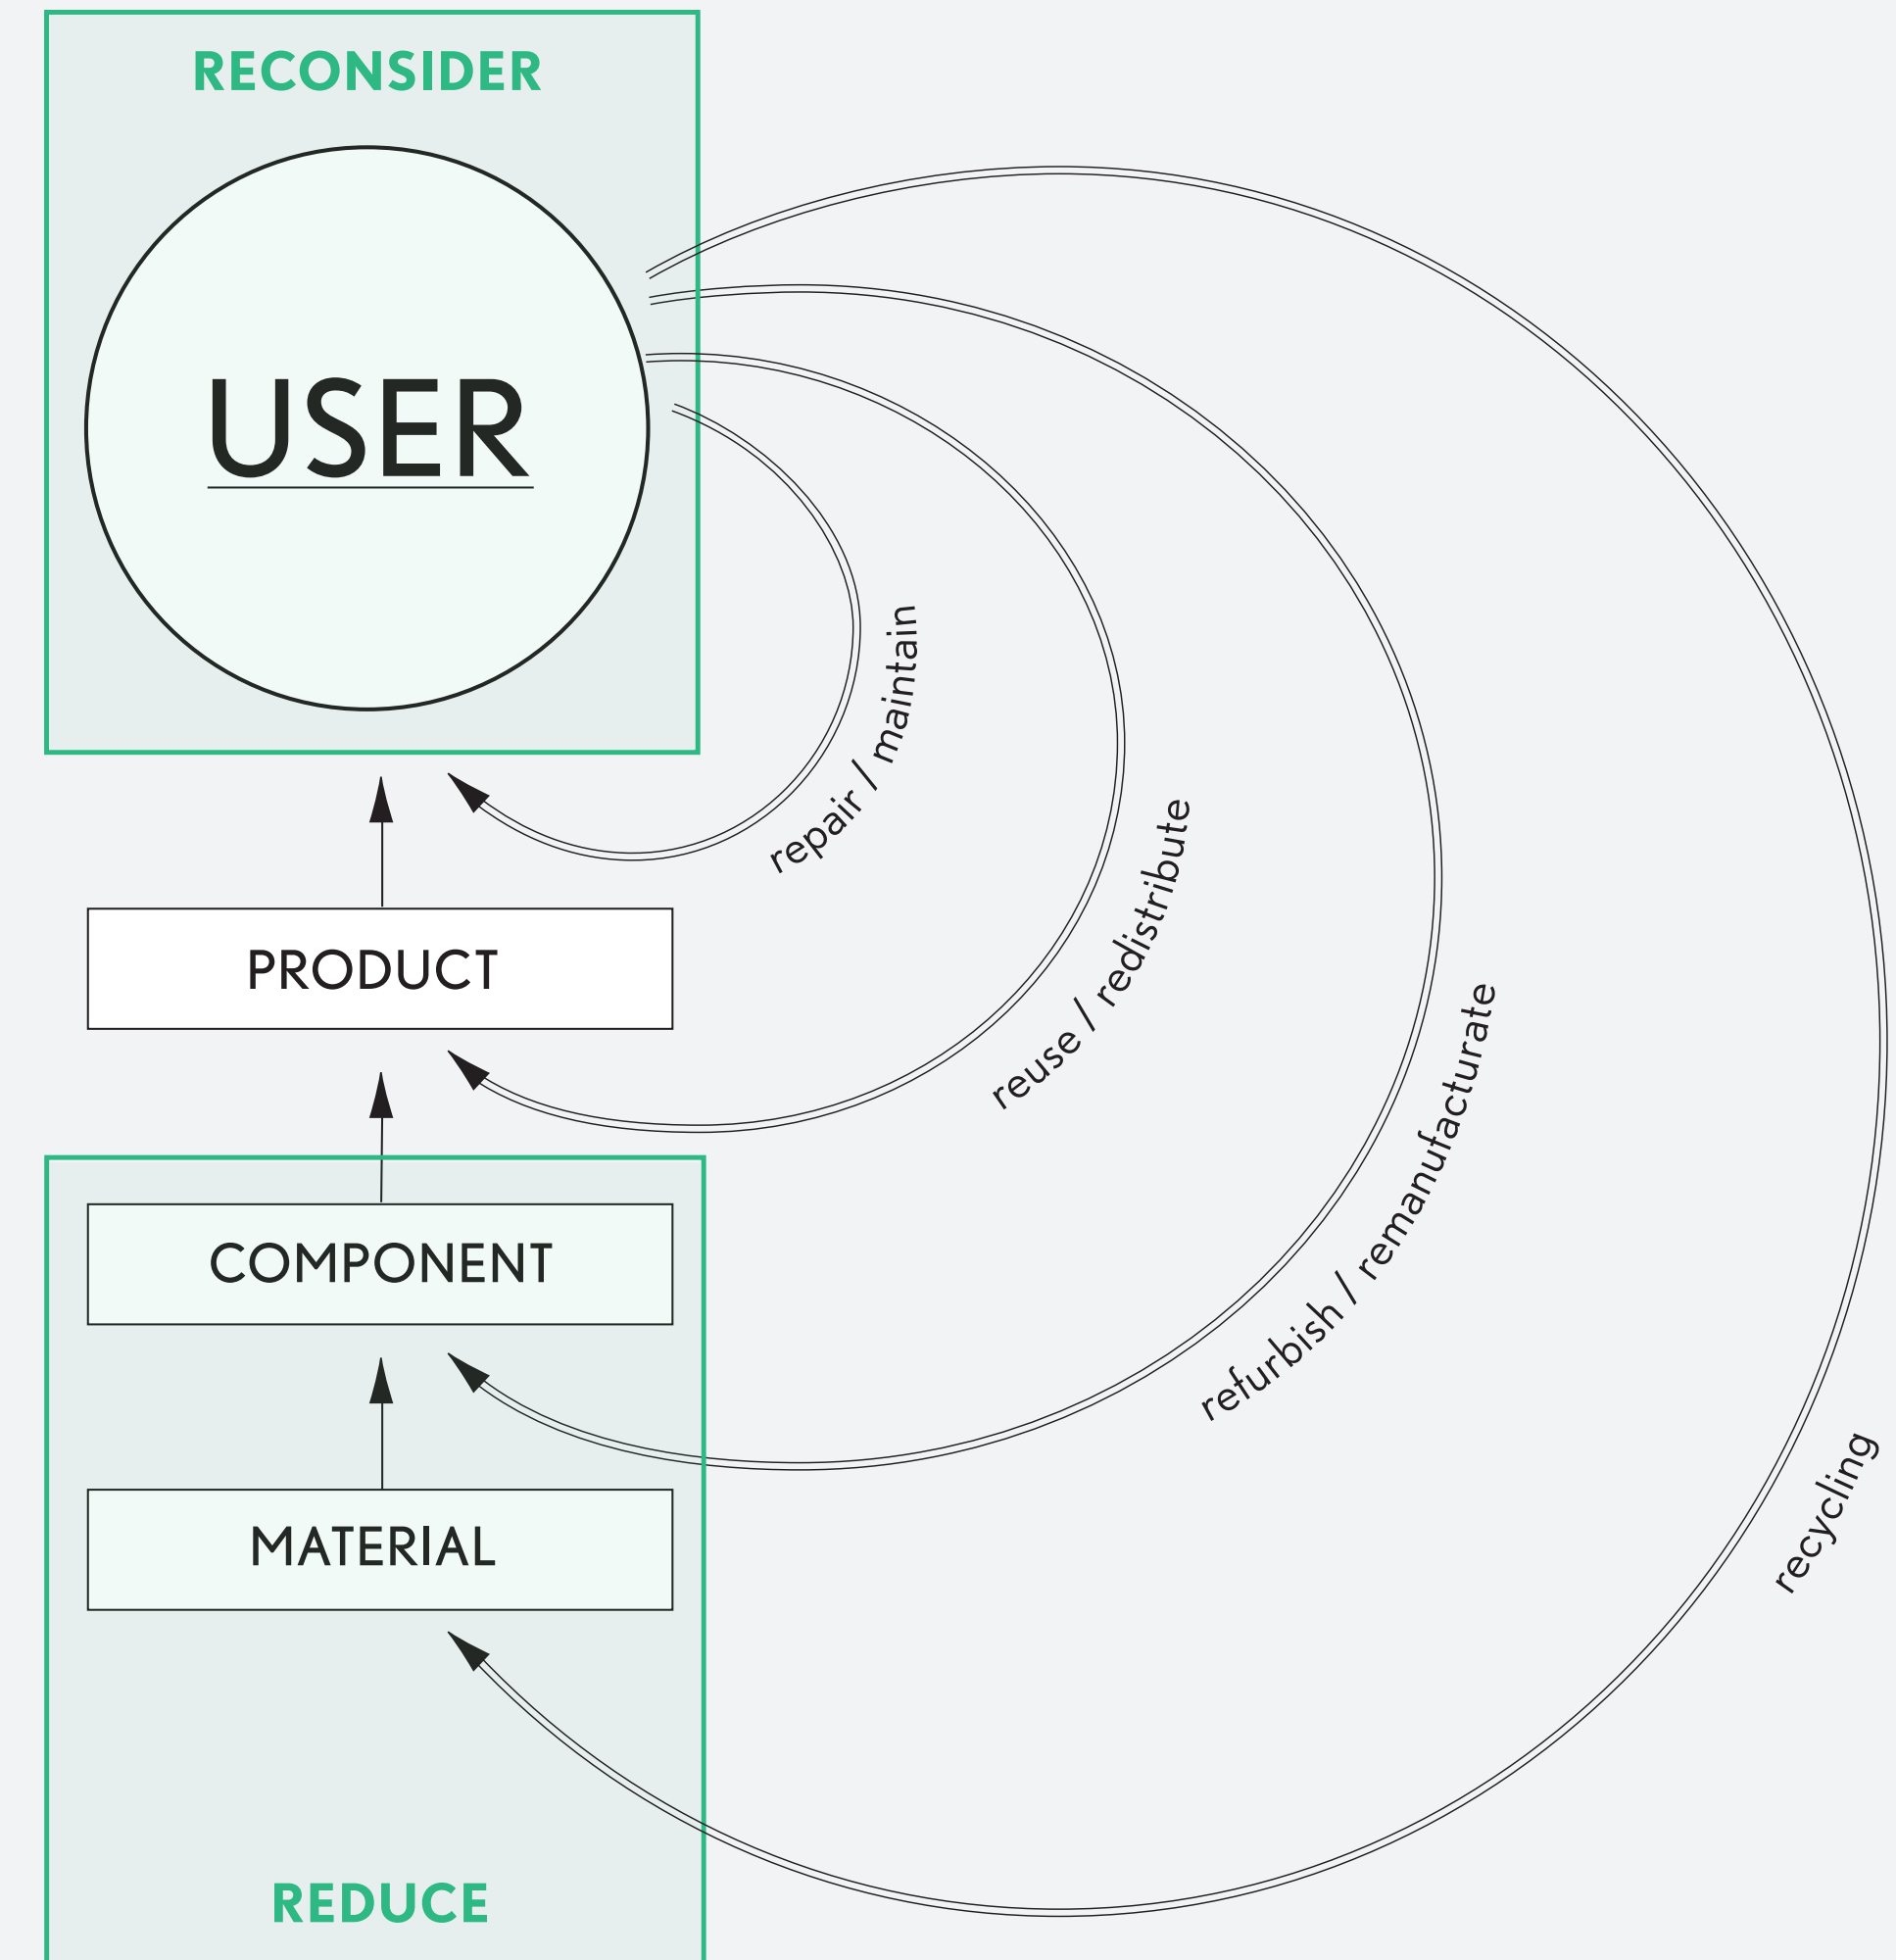 RECONSIDER
USER
repair / maintain
PRODUCT
reuse / redistribute
COMPONENT
refurbish / remanufacturate
MATERIAL
recycling
REDUCE